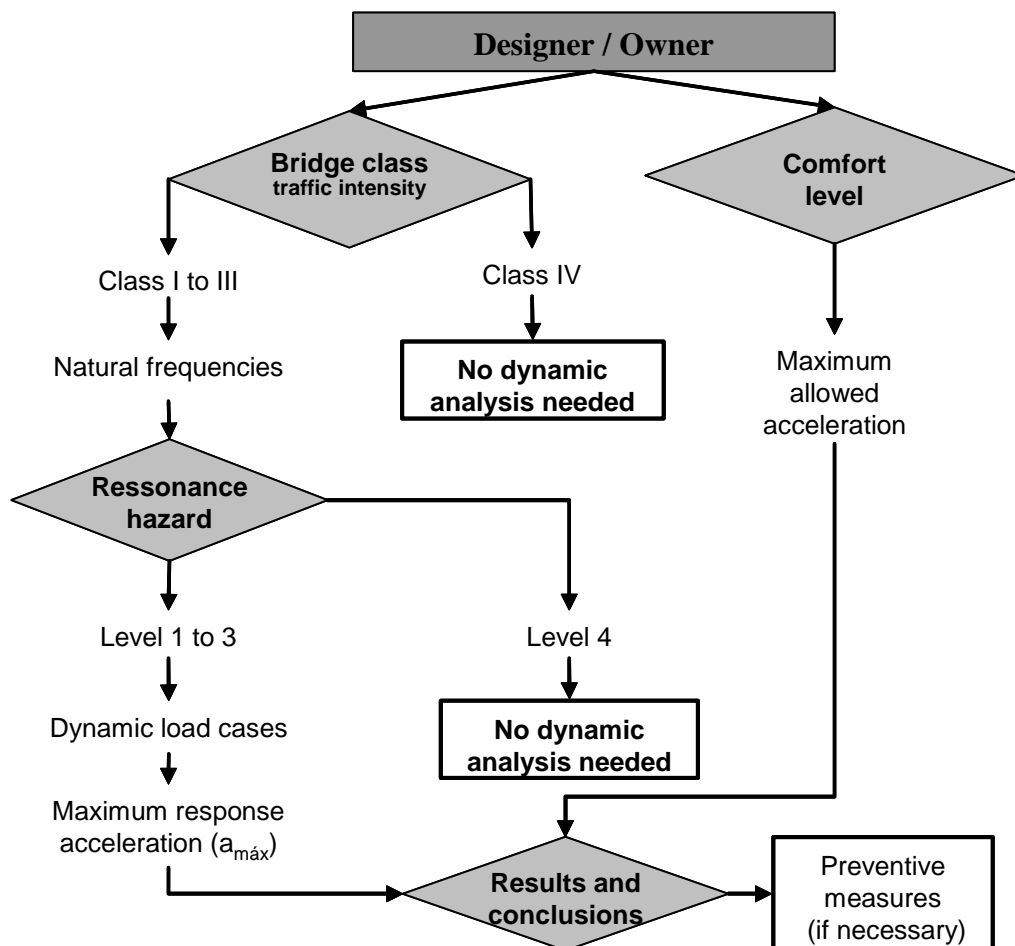 Designer / Owner
Bridge class
traffic intensity
Comfort
level
Class I to III
Class IV
Natural frequencies
No dynamic
analysis needed
Maximum
allowed
acceleration
Ressonance
hazard
Level 1 to 3
Level 4
Dynamic load cases
No dynamic
analysis needed
Maximum response
acceleration (amáx)
Results and
conclusions
Preventive
measures
(if necessary)